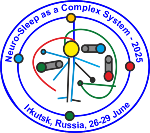 Neuro-Sleep as a Complex System - 2025
Irkutsk, Russia, 26-29 June